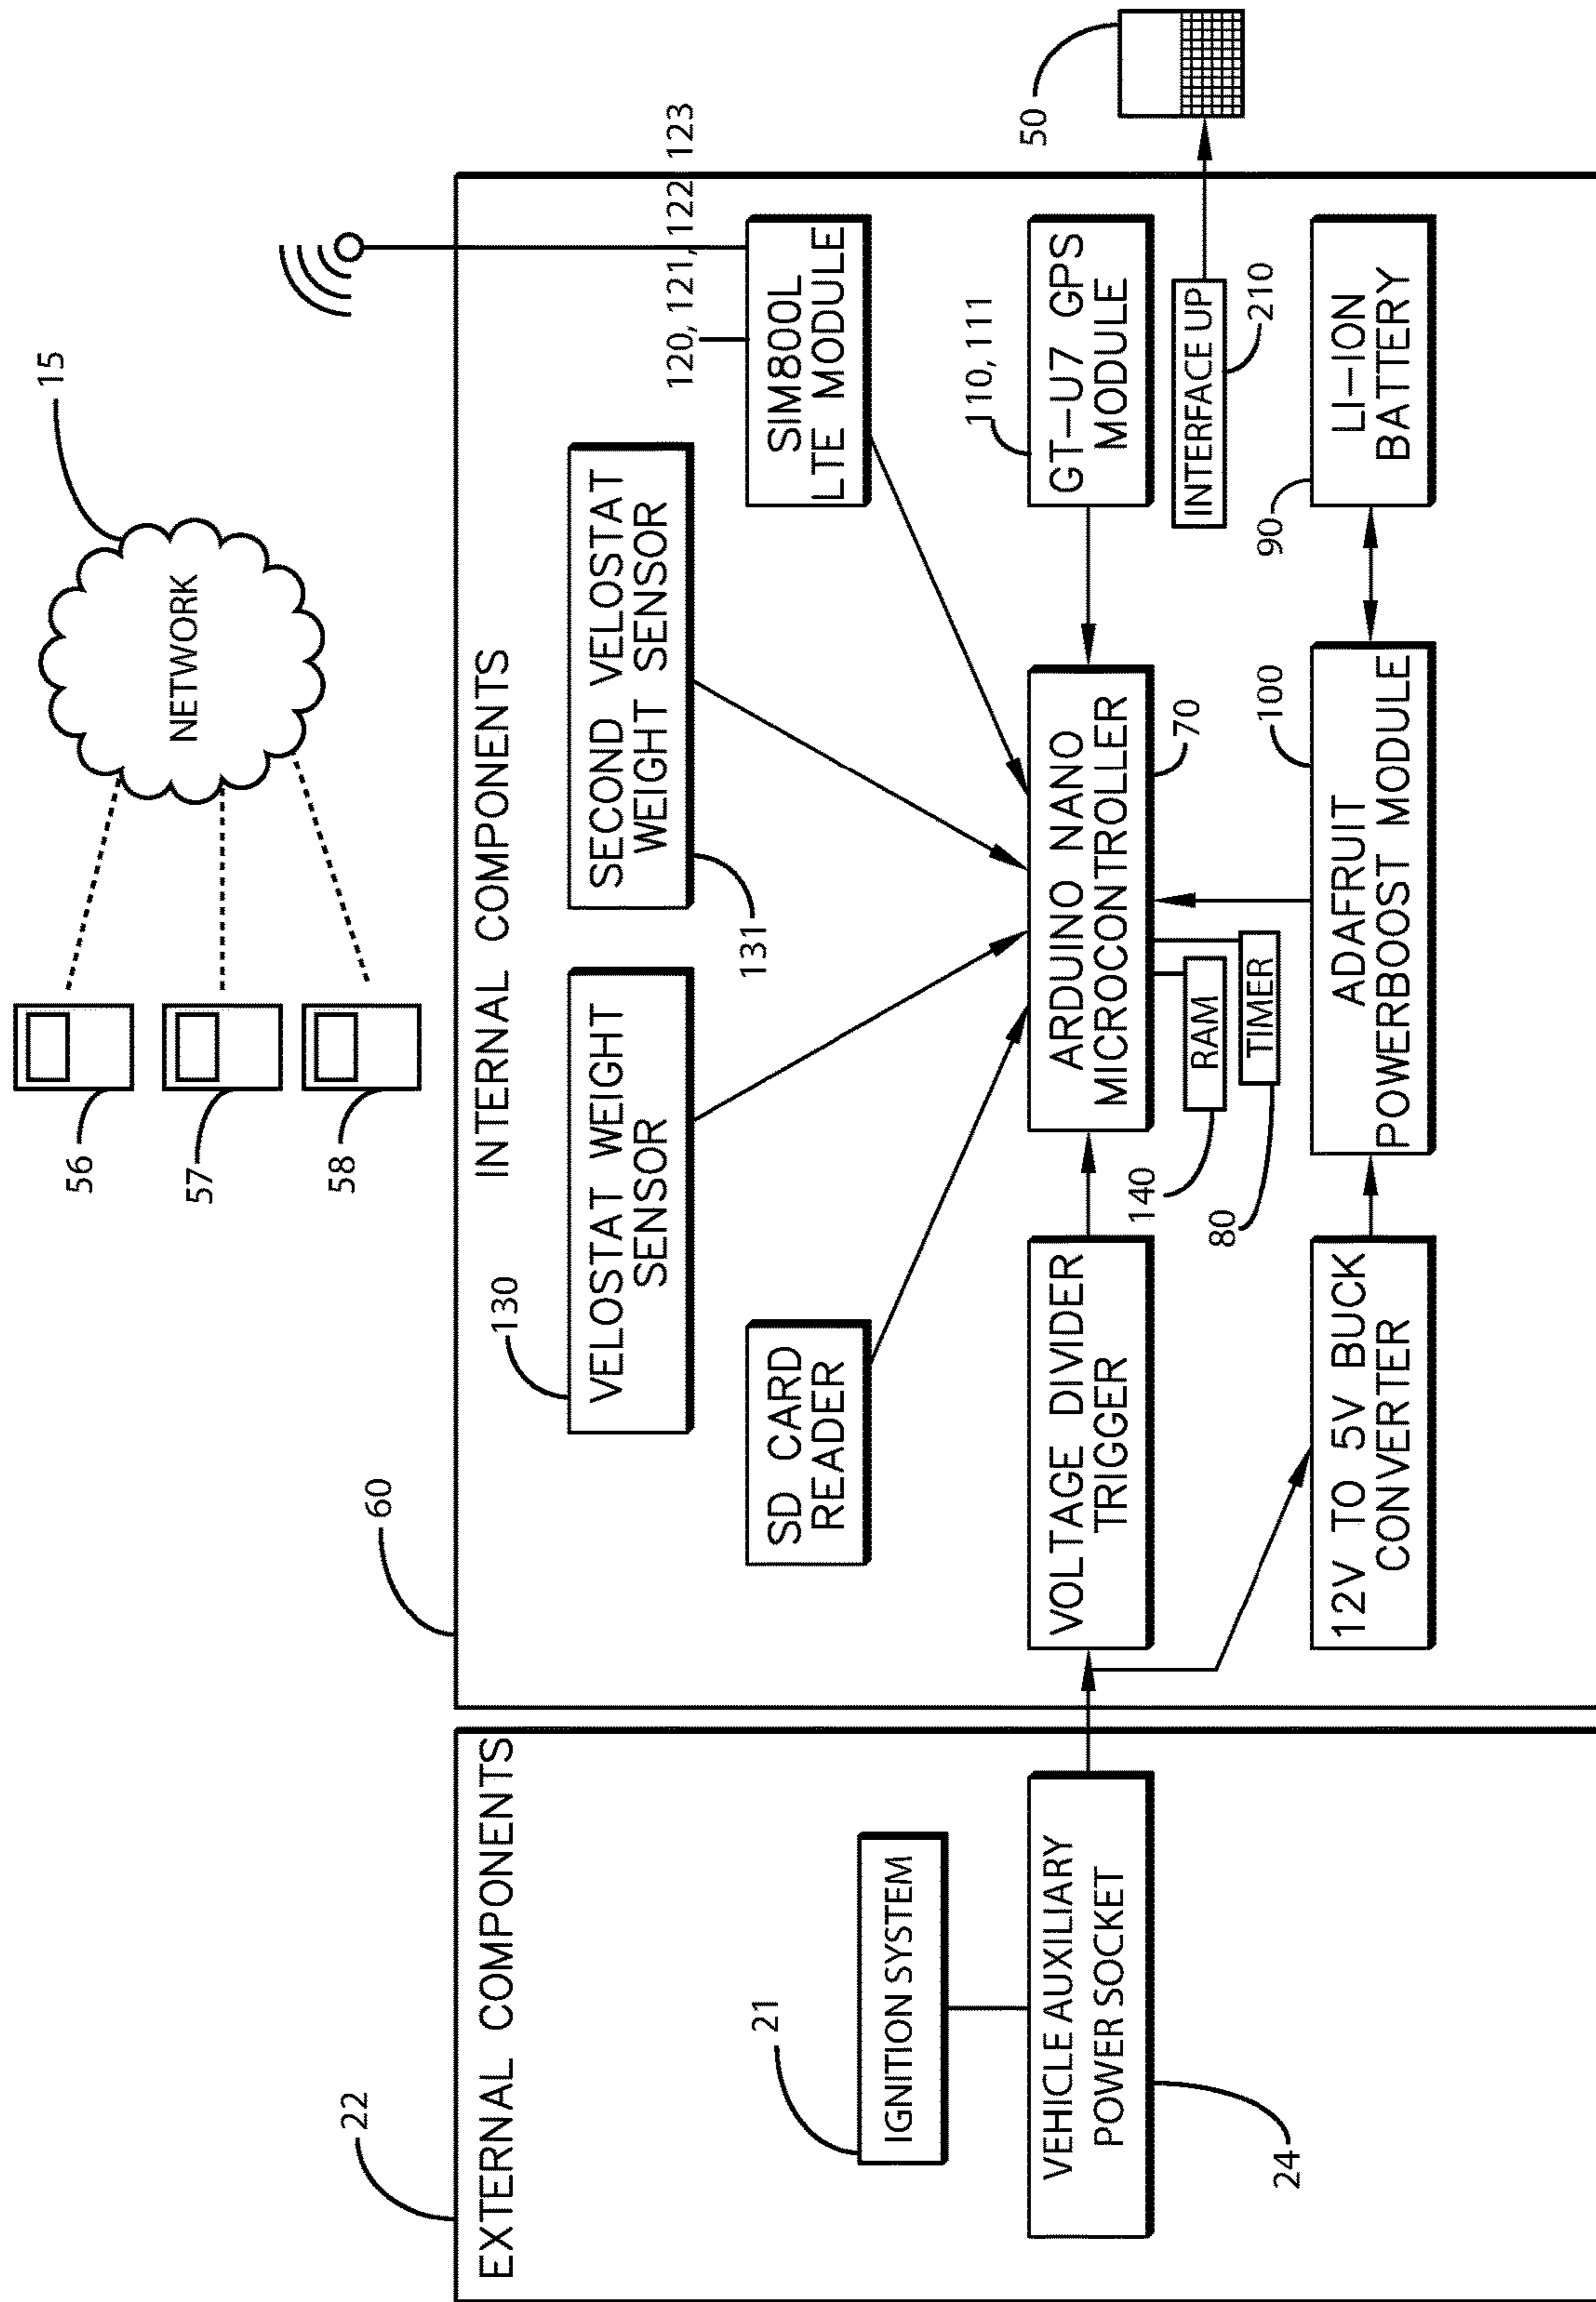 15
NETWORK
56
57
58
22
EXTERNAL COMPONENTS
21
IGNITION SYSTEM
VEHICLE AUXILIARY
POWER SOCKET
24
60
INTERNAL COMPONENTS
130
VELOSTAT WEIGHT
SENSOR
SECOND VELOSTAT
WEIGHT SENSOR
131
SD CARD
READER
120, 121, 122, 123
SIM800L
LTE MODULE
VOLTAGE DIVIDER
TRIGGER
ARDUINO NANO
MICROCONTROLLER
70
110, 111
GT-U7 GPS
MODULE
140
RAM
80
TIMER
INTERFACE UP
210
50
12V TO 5V BUCK
CONVERTER
100
ADAFRUIT
POWERBOOST MODULE
90
LI-ION
BATTERY